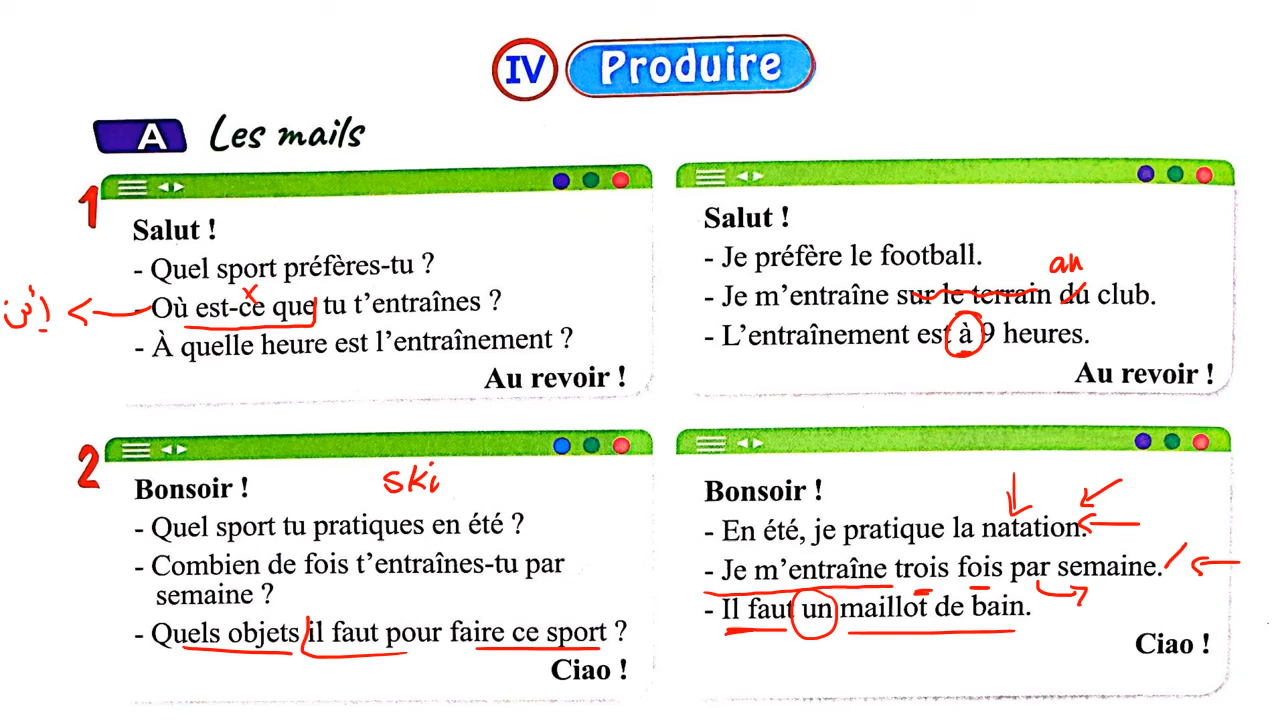 IV Produire
A Les mails
1
Salut !
- Quel sport préfères-tu ?
- Où est-ce que tu t'entraînes ?
أين
x
- À quelle heure est l'entraînement ?
Au revoir !
Salut !
- Je préfère le football.
au
- Je m'entraîne sur le terrain du club.
- L'entraînement est à 9 heures.
Au revoir !
2
Bonsoir !
ski
- Quel sport tu pratiques en été ?
- Combien de fois t'entraînes-tu par
semaine ?
- Quels objets il faut pour faire ce sport ?
Ciao !
Bonsoir !
- En été, je pratique la natation.
- Je m'entraîne trois fois par semaine.
- Il faut un maillot de bain.
Ciao !